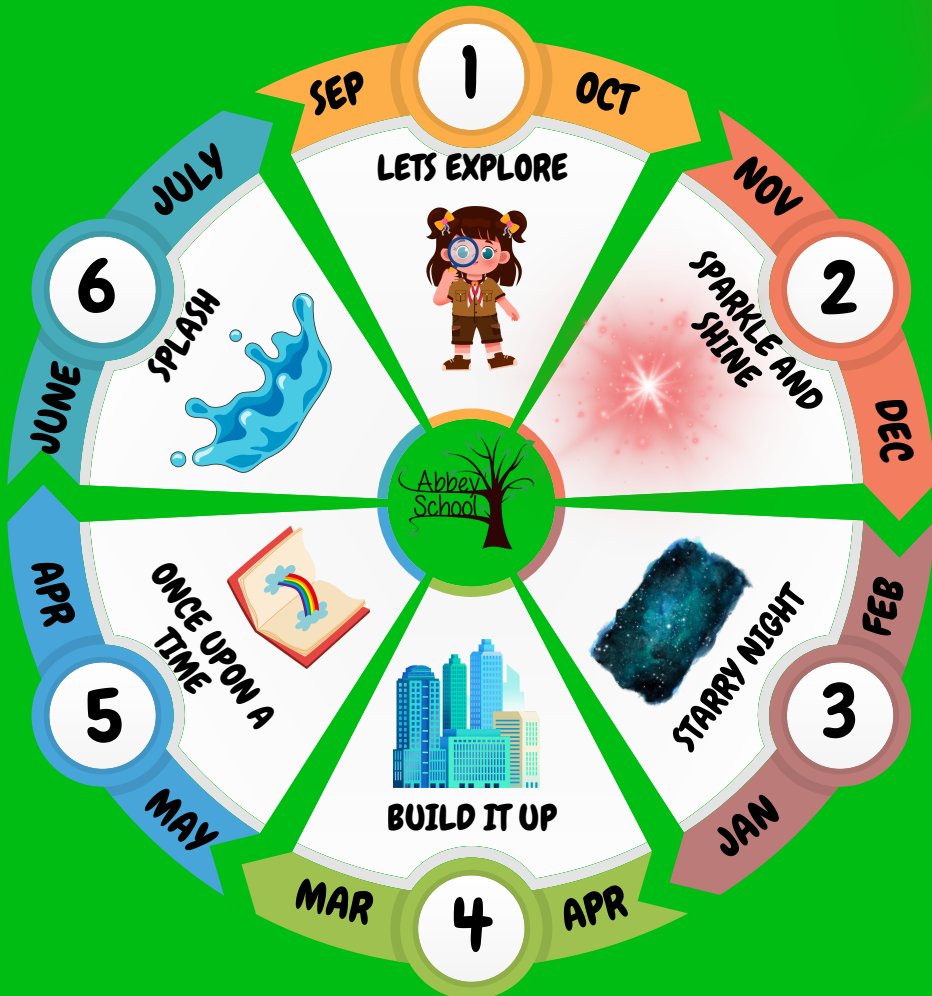 1
SEP
OCT
LETS EXPLORE
2
NOV
DEC
SPARKLE AND
SHINE
3
FEB
JAN
STARRY NIGHT
4
MAR
APR
BUILD IT UP
5
APR
MAY
ONCE UPON A
TIME
6
JUNE
JULY
SPLASH
Abbey
School